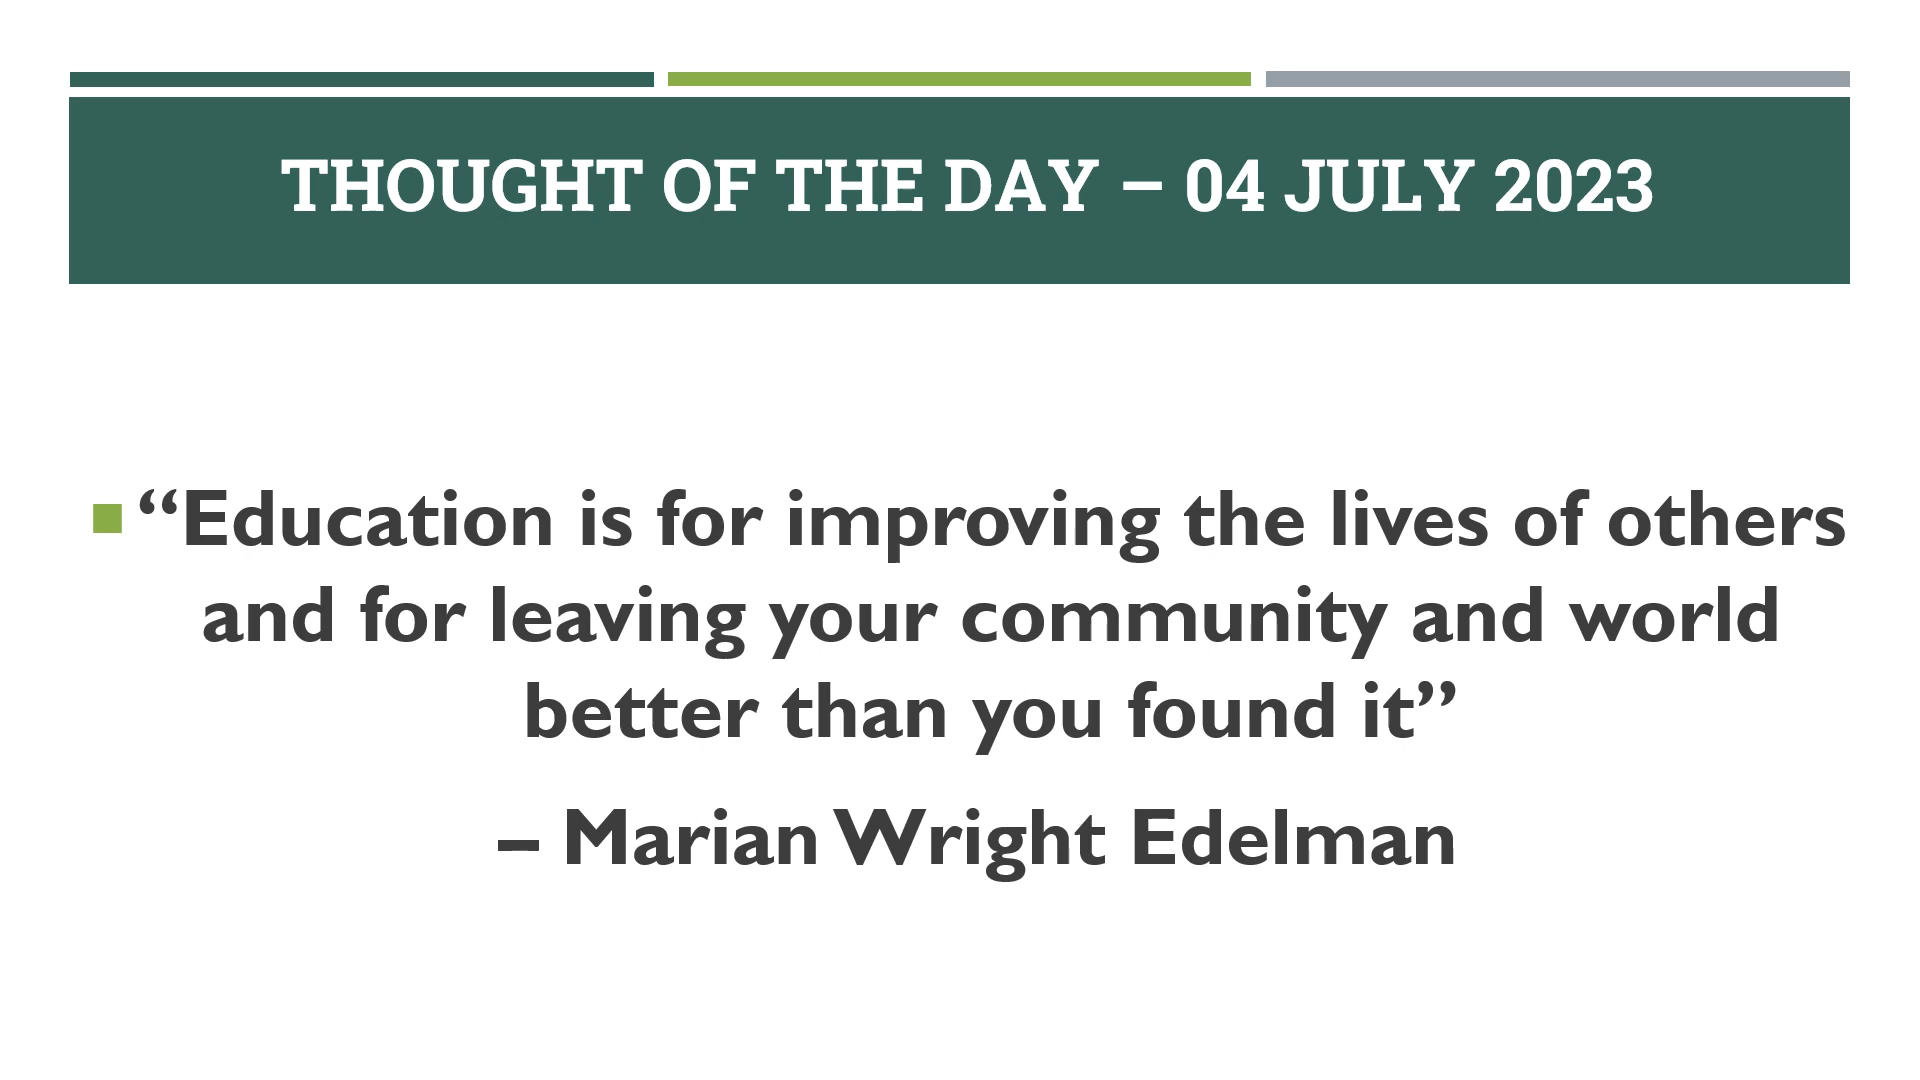 THOUGHT OF THE DAY – 04 JULY 2023
“Education is for improving the lives of others
and for leaving your community and world
better than you found it”
– Marian Wright Edelman